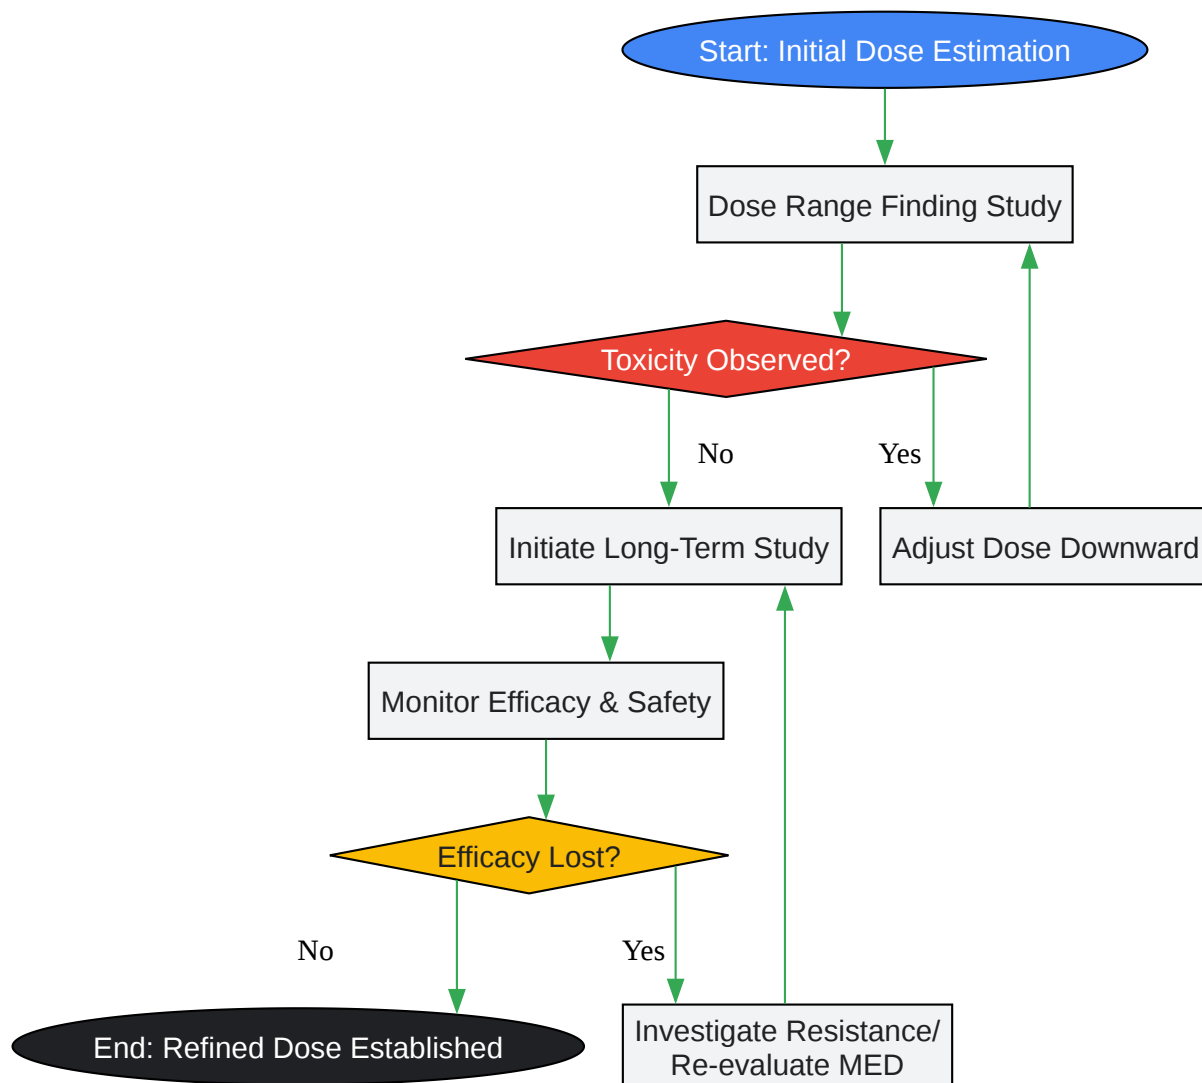 Start: Initial Dose Estimation
Dose Range Finding Study
Toxicity Observed?
No
Yes
Initiate Long-Term Study
Adjust Dose Downward
Monitor Efficacy & Safety
Efficacy Lost?
No
Yes
End: Refined Dose Established
Investigate Resistance/
Re-evaluate MED